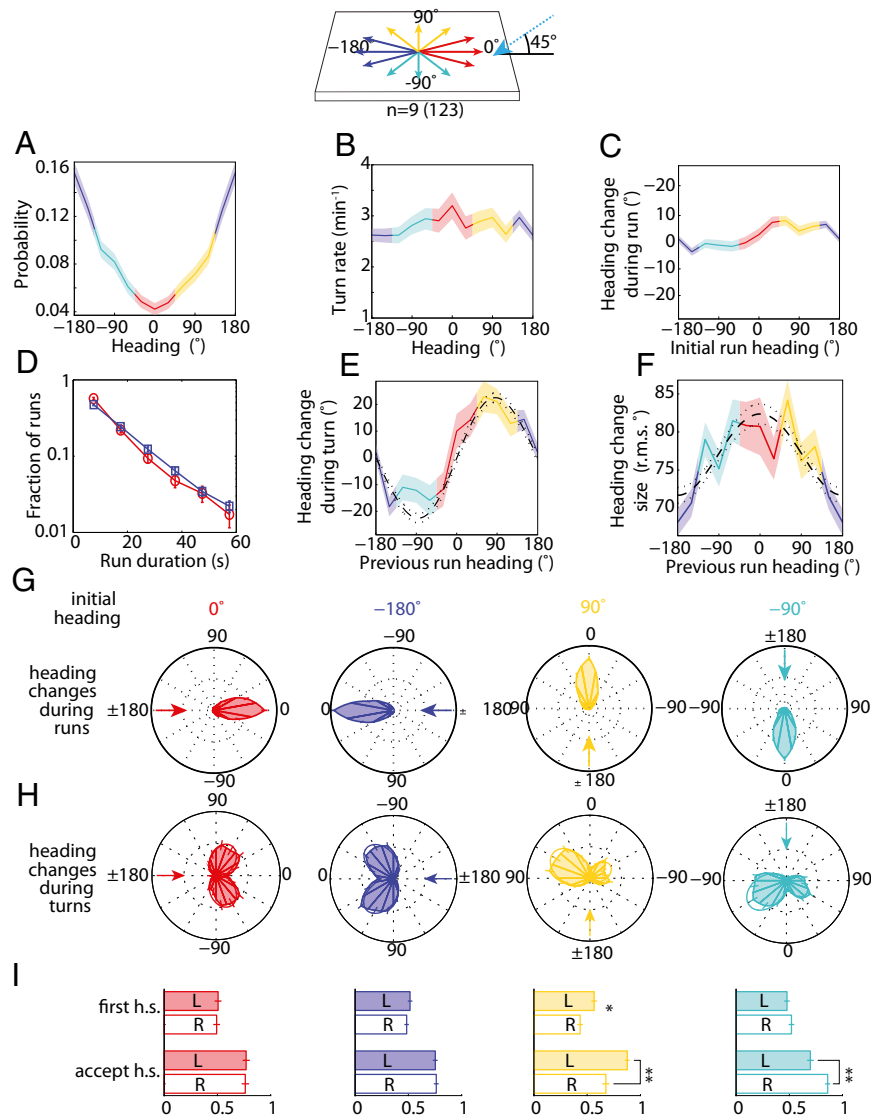 90°
−180°
0°
45°
-90°
n=9 (123)
A
0.16
0.12
0.08
0.04
Probability
−180 −90 0 90 180
Heading (°)
B
4
3
2
1
Turn rate (min⁻¹)
−180 −90 0 90 180
Heading (°)
C
−20
−10
0
10
−10
−20
Heading change
during run (°)
−180 −90 0 90 180
Initial run heading (°)
D
1
0.1
0.01
Fraction of runs
0 20 40 60
Run duration (s)
E
20
10
0
−10
−20
Heading change
during turn (°)
−180 −90 0 90 180
Previous run heading (°)
F
85
80
75
70
Heading change
size (r.m.s. °)
−180 −90 0 90 180
Previous run heading (°)
G
initial
heading
0° −180° 90° −90°
heading
changes
during
runs
90
±180
0
−90
−90
0
±
180
90
0
90
−90
±180
±180
−90
90
0
H
heading
changes
during
turns
90
±180
0
−90
−90
0
±180
90
0
90
−90
±180
±180
−90
90
0
I
first h.s.
L
R
L
R
L
R
*
L
R
accept h.s.
L
R
L
R
L
R
**
L
R
**
0 0.5 1
0 0.5 1
0 0.5 1
0 0.5 1